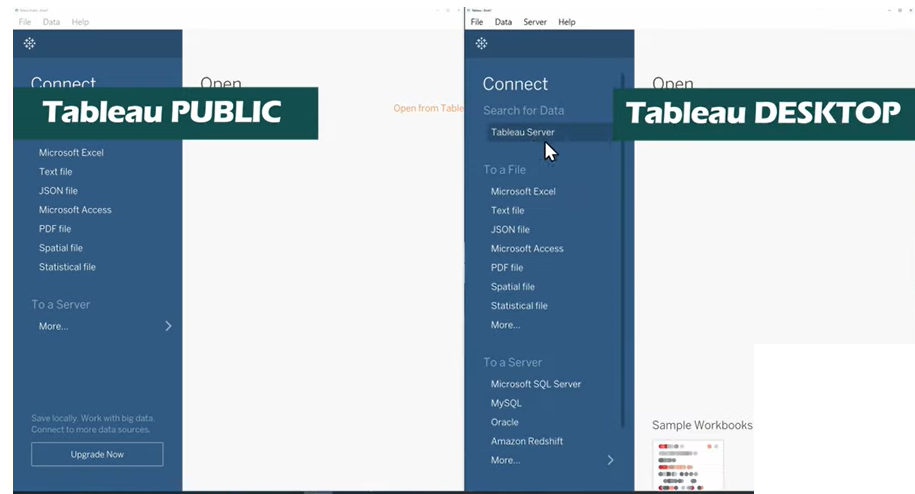 File Data Help
Connect
Open
Tableau PUBLIC
Open from Table
Microsoft Excel
Text file
JSON file
Microsoft Access
PDF file
Spatial file
Statistical file
To a Server
More...
Save locally. Work with big data.
Connect to more data sources.
Upgrade Now
File Data Server Help
Connect
Open
Tableau DESKTOP
Search for Data
Tableau Server
To a File
Microsoft Excel
Text file
JSON file
Microsoft Access
PDF file
Spatial file
Statistical file
More...
To a Server
Microsoft SQL Server
MySQL
Oracle
Amazon Redshift
More...
Sample Workbooks